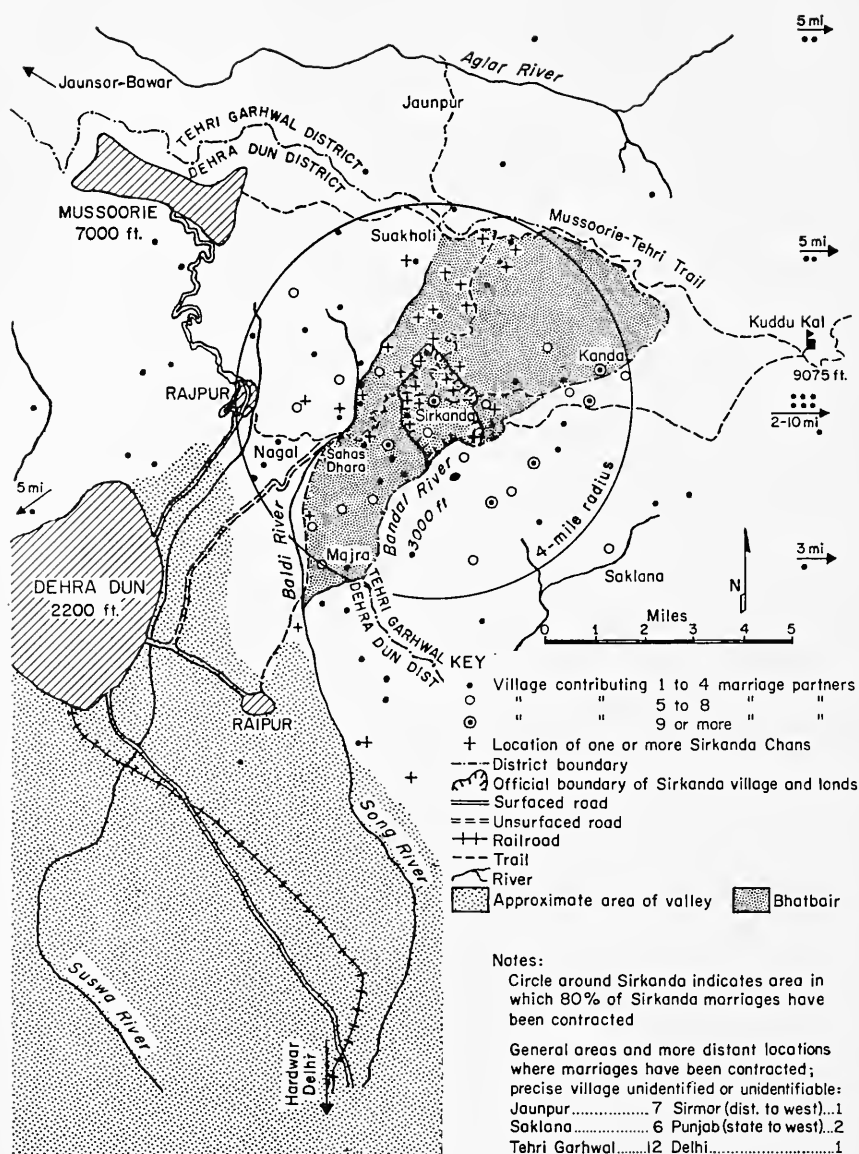 5 mi
Aglar River
Jaunsar-Bawar
Jaunpur
TEHRI GARHWAL DISTRICT
DEHRA DUN DISTRICT
MUSSOORIE
7000 ft.
Suakholi
Mussoorie-Tehri Trail
5 mi
Kuddu Kal
9075 ft.
Kanda
RAJPUR
Sirkanda
2-10 mi
Nagal
Sahas
Dhara
5 mi
Bandal River
3000 ft
4-mile radius
Baldi River
Majra
3 mi
DEHRA DUN
2200 ft.
TEHRI GARHWAL
DEHRA DUN DIST
Saklana
N
Miles
0 1 2 3 4 5
RAIPUR
KEY
Village contributing 1 to 4 marriage partners
" " 5 to 8 " "
" " 9 or more " "
Location of one or more Sirkanda Chans
District boundary
Official boundary of Sirkanda village and lands
Surfaced road
Unsurfaced road
Railroad
Trail
River
Approximate area of valley Bhatbair
Song River
Suswa River
Hardwar
Delhi
Notes:
Circle around Sirkanda indicates area in
which 80% of Sirkanda marriages have
been contracted
General areas and more distant locations
where marriages have been contracted;
precise village unidentified or unidentifiable:
Jaunpur................7 Sirmor (dist. to west)...1
Saklana...............6 Punjab (state to west)...2
Tehri Garhwal......12 Delhi............................1